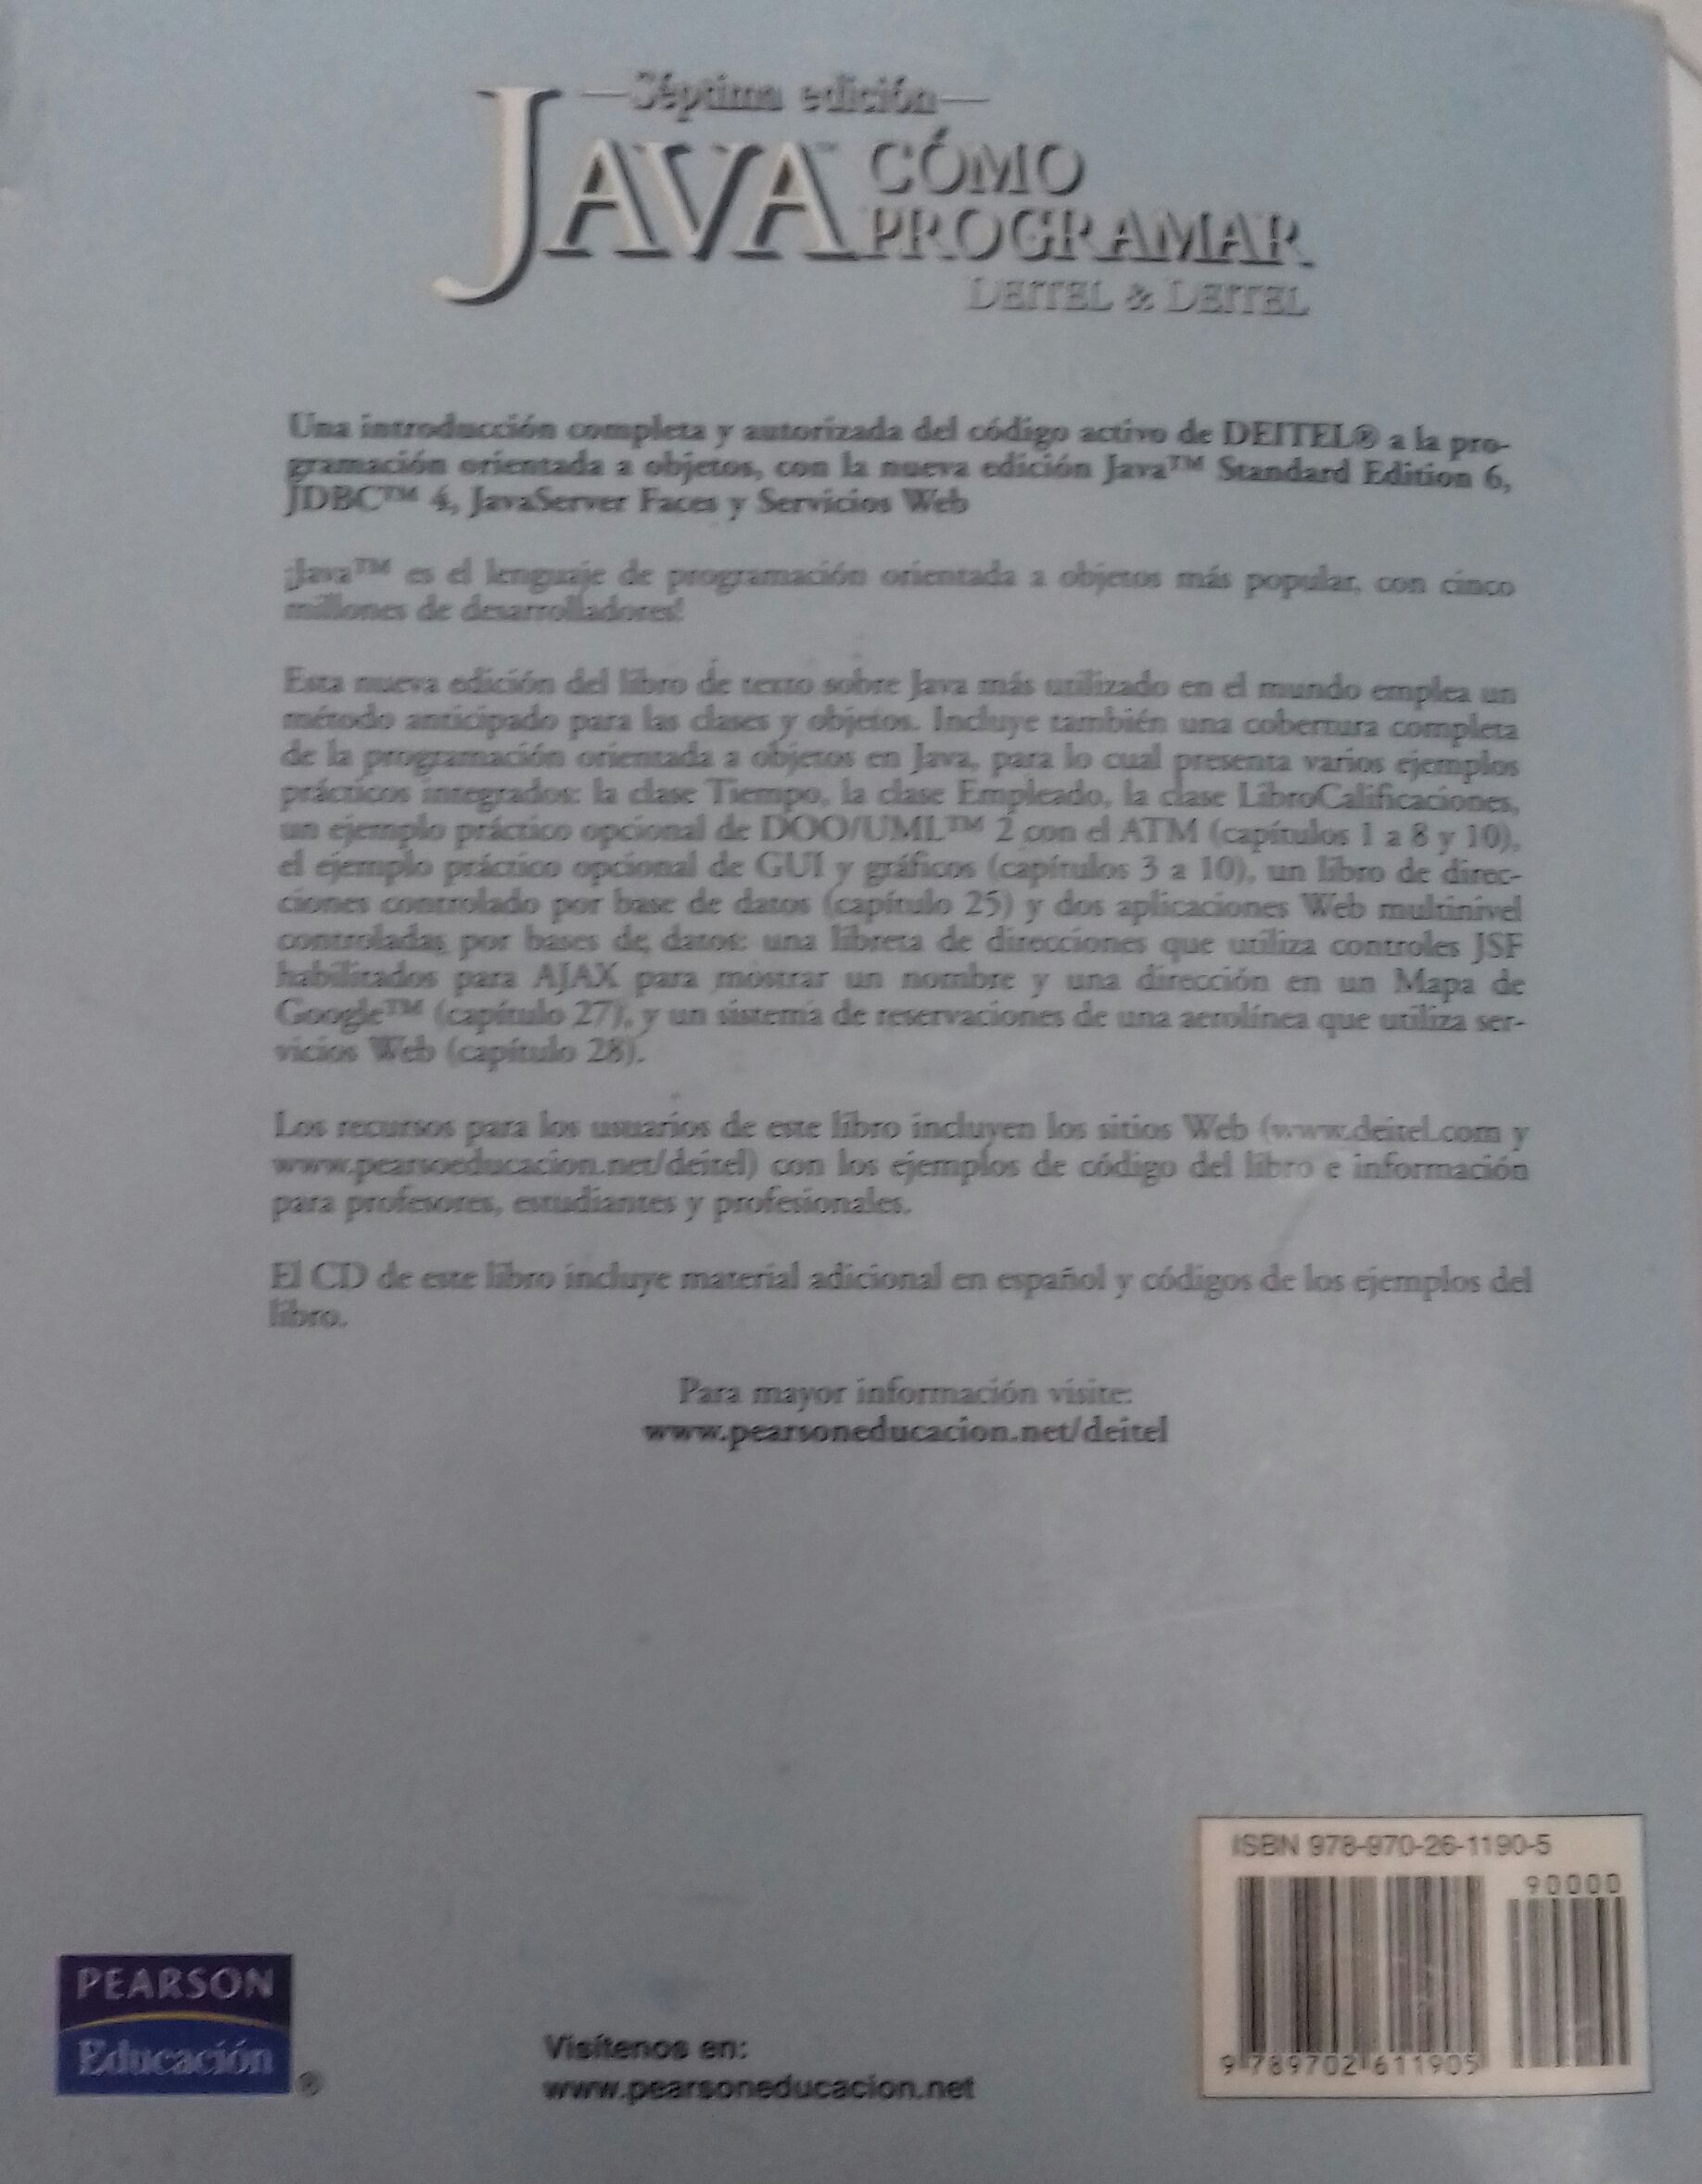 Séptima edición
JAVA™ CÓMO
PROGRAMAR
DEITEL & DEITEL
Una introducción completa y autorizada del código activo de DEITEL® a la pro-
gramación orientada a objetos, con la nueva edición Java™ Standard Edition 6,
JDBC™ 4, JavaServer Faces y Servicios Web
¡Java™ es el lenguaje de programación orientada a objetos más popular, con cinco
millones de desarrolladores!
Esta nueva edición del libro de texto sobre Java más utilizado en el mundo emplea un
método anticipado para las clases y objetos. Incluye también una cobertura completa
de la programación orientada a objetos en Java, para lo cual presenta varios ejemplos
prácticos integrados: la clase Tiempo, la clase Empleado, la clase LibroCalificaciones,
un ejemplo práctico opcional de DOO/UML™ 2 con el ATM (capítulos 1 a 8 y 10),
el ejemplo práctico opcional de GUI y gráficos (capítulos 3 a 10), un libro de direc-
ciones controlado por base de datos (capítulo 25) y dos aplicaciones Web multinivel
controladas por bases de datos: una libreta de direcciones que utiliza controles JSF
habilitados para AJAX para mostrar un nombre y una dirección en un Mapa de
Google™ (capítulo 27), y un sistema de reservaciones de una aerolínea que utiliza ser-
vicios Web (capítulo 28).
Los recursos para los usuarios de este libro incluyen los sitios Web (www.deitel.com y
www.pearsoeducacion.net/deitel) con los ejemplos de código del libro e información
para profesores, estudiantes y profesionales.
El CD de este libro incluye material adicional en español y códigos de los ejemplos del
libro.
Para mayor información visite:
www.pearsoneducacion.net/deitel
ISBN 978-970-26-1190-5
90000
9 789702 611905
PEARSON
Educación
®
Visítenos en:
www.pearsoneducacion.net